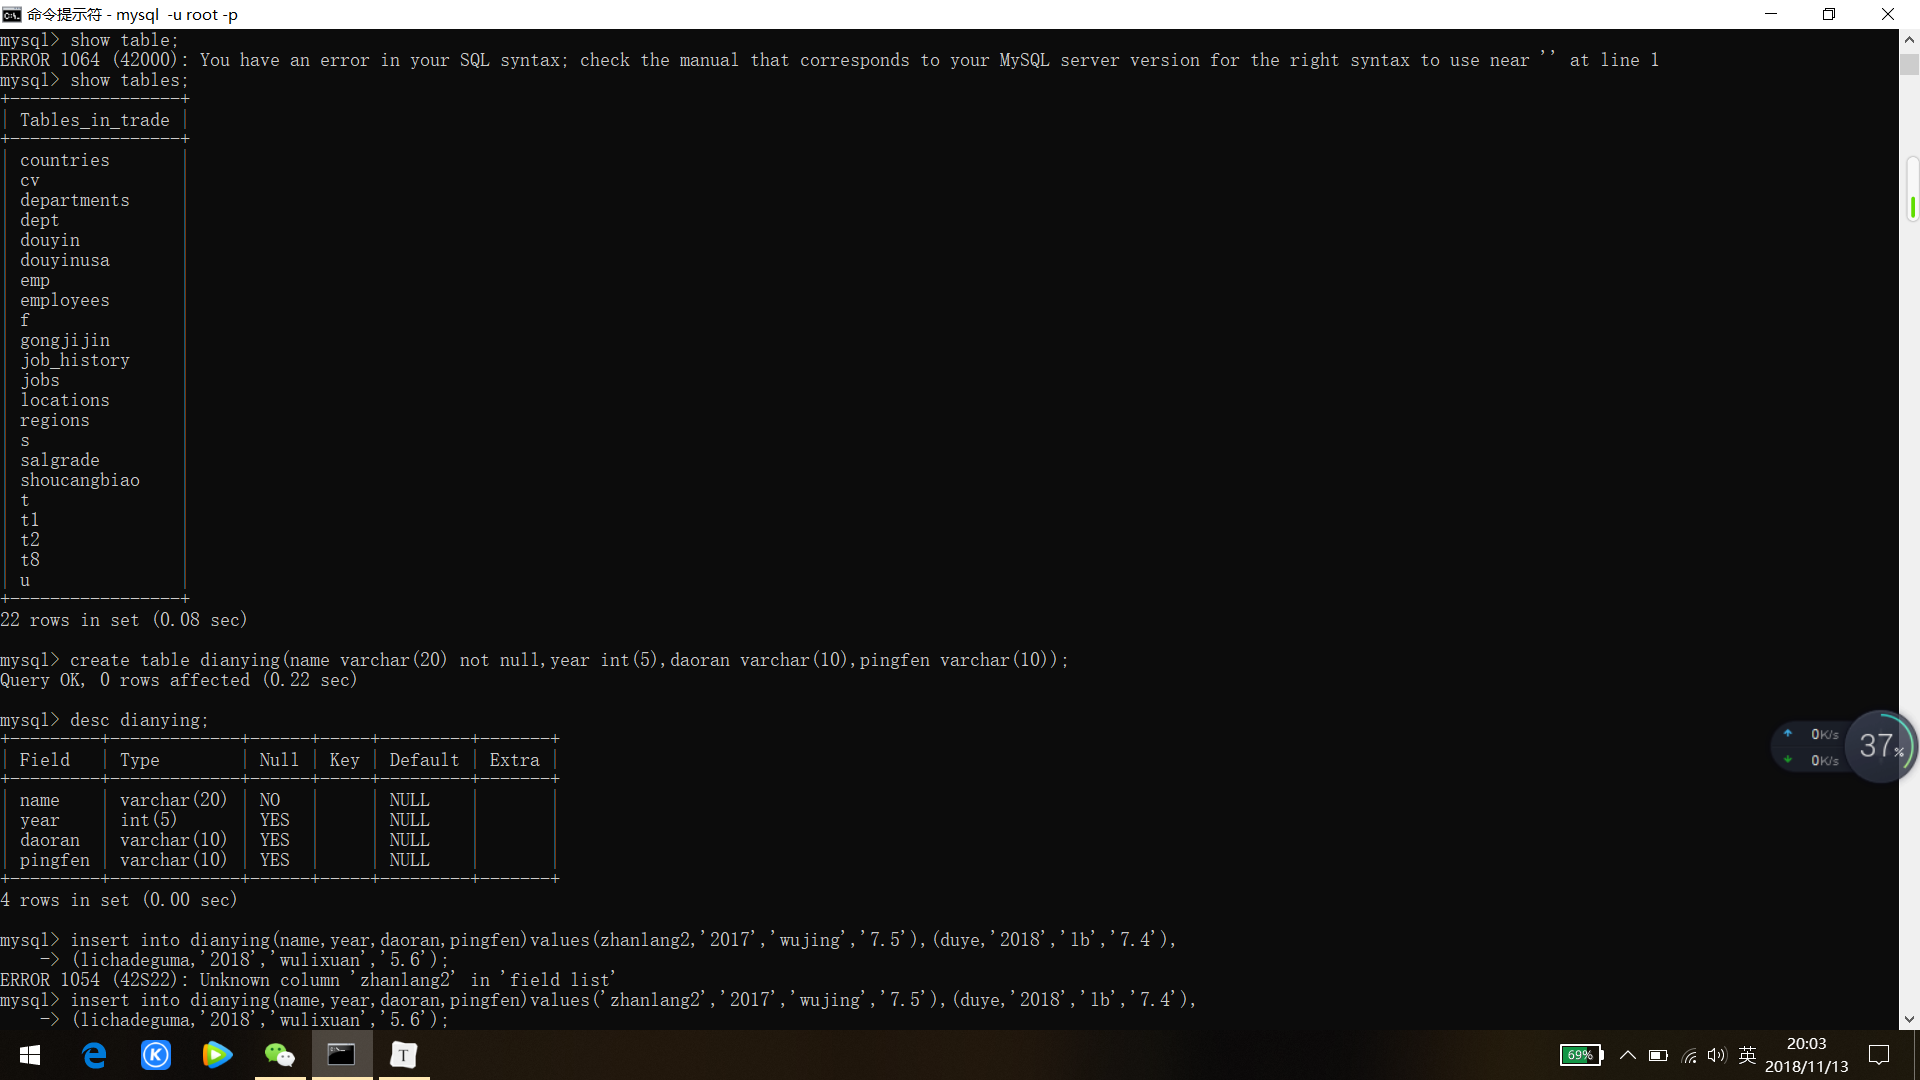 命令提示符 - mysql  -u root -p
mysql> show table;
ERROR 1064 (42000): You have an error in your SQL syntax; check the manual that corresponds to your MySQL server version for the right syntax to use near '' at line 1
mysql> show tables;
+-----------------+
| Tables_in_trade |
+-----------------+
| countries       |
| cv              |
| departments     |
| dept            |
| douyin          |
| douyinusa       |
| emp             |
| employees       |
| f               |
| gongjijin       |
| job_history     |
| jobs            |
| locations       |
| regions         |
| s               |
| salgrade        |
| shoucangbiao    |
| t               |
| t1              |
| t2              |
| t8              |
| u               |
+-----------------+
22 rows in set (0.08 sec)
mysql> create table dianying(name varchar(20) not null,year int(5),daoran varchar(10),pingfen varchar(10));
Query OK, 0 rows affected (0.22 sec)
mysql> desc dianying;
+---------+-------------+------+-----+---------+-------+
| Field   | Type        | Null | Key | Default | Extra |
+---------+-------------+------+-----+---------+-------+
| name    | varchar(20) | NO   |     | NULL    |       |
| year    | int(5)      | YES  |     | NULL    |       |
| daoran  | varchar(10) | YES  |     | NULL    |       |
| pingfen | varchar(10) | YES  |     | NULL    |       |
+---------+-------------+------+-----+---------+-------+
4 rows in set (0.00 sec)
mysql> insert into dianying(name,year,daoran,pingfen)values(zhanlang2,'2017','wujing','7.5'),(duye,'2018','lb','7.4'),
    -> (lichadeguma,'2018','wulixuan','5.6');
ERROR 1054 (42S22): Unknown column 'zhanlang2' in 'field list'
mysql> insert into dianying(name,year,daoran,pingfen)values('zhanlang2','2017','wujing','7.5'),(duye,'2018','lb','7.4'),
    -> (lichadeguma,'2018','wulixuan','5.6');
0K/s
0K/s
37%
69%
英
20:03
2018/11/13